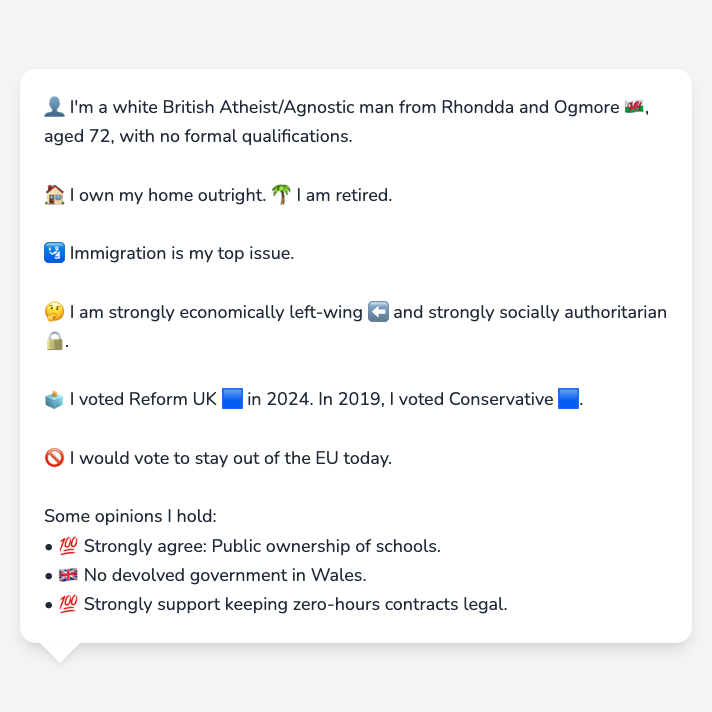 👤 I'm a white British Atheist/Agnostic man from Rhondda and Ogmore 🏴󠁧󠁢󠁷󠁬󠁳󠁿,
aged 72, with no formal qualifications.
🏠 I own my home outright. 🌴 I am retired.
🛂 Immigration is my top issue.
🤔 I am strongly economically left-wing ⬅️ and strongly socially authoritarian
🔒.
🗳️ I voted Reform UK 🟦 in 2024. In 2019, I voted Conservative 🟦.
🚫 I would vote to stay out of the EU today.
Some opinions I hold:
• 💯 Strongly agree: Public ownership of schools.
• 🇬🇧 No devolved government in Wales.
• 💯 Strongly support keeping zero-hours contracts legal.